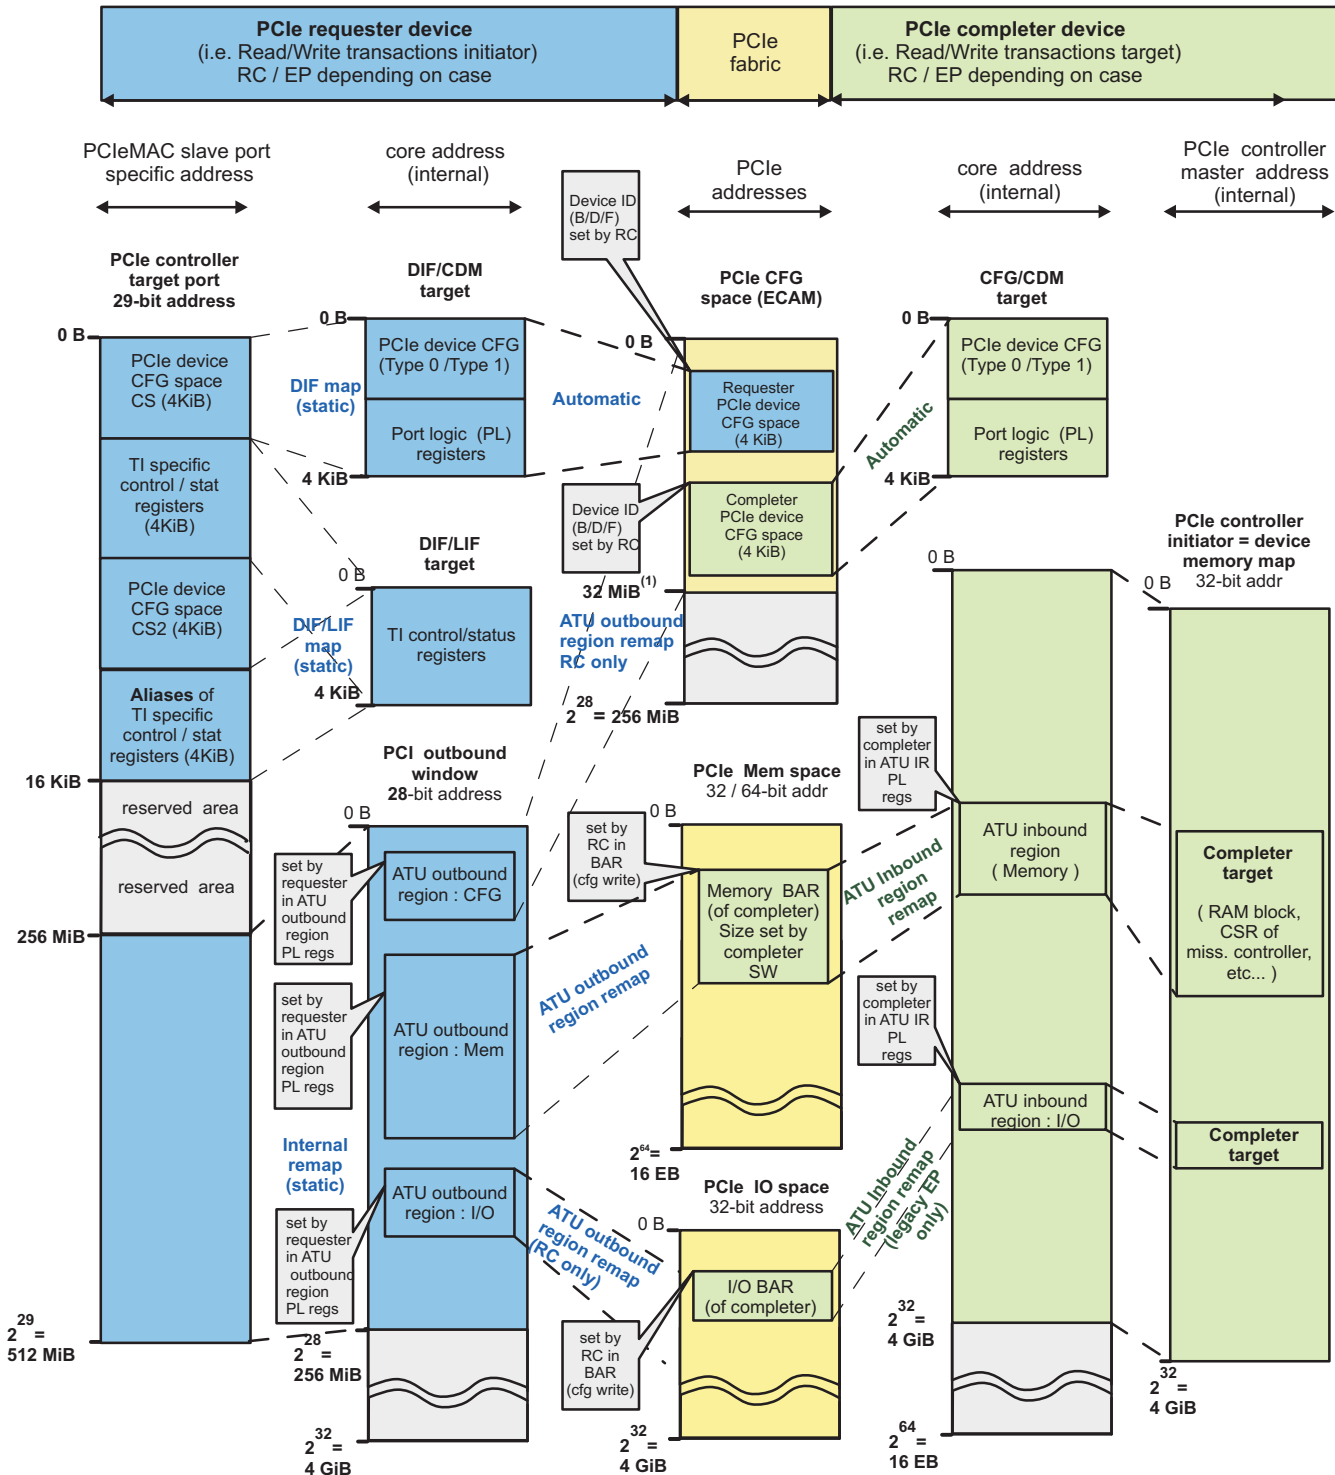 PCIe requester device
(i.e. Read/Write transactions initiator)
RC / EP depending on case
PCIe
fabric
PCIe completer device
(i.e. Read/Write transactions target)
RC / EP depending on case
PCIeMAC slave port
specific address
core address
(internal)
PCIe
addresses
core address
(internal)
PCIe controller
master address
(internal)
Device ID
(B/D/F)
set by RC
PCIe controller
target port
29-bit address
DIF/CDM
target
PCIe CFG
space (ECAM)
CFG/CDM
target
0 B
PCIe device
CFG space
CS (4KiB)
TI specific
control / stat
registers
(4KiB)
PCIe device
CFG space
CS2 (4KiB)
Aliases of
TI specific
control / stat
registers (4KiB)
16 KiB
reserved area
reserved area
256 MiB
2^29 =
512 MiB
DIF map
(static)
0 B
PCIe device CFG
(Type 0 /Type 1)
Port logic (PL)
registers
4 KiB
Automatic
DIF/LIF
target
0 B
TI control/status
registers
4 KiB
DIF/LIF
map
(static)
PCI outbound
window
28-bit address
0 B
set by
requester
in ATU
outbound
region
PL regs
ATU outbound
region : CFG
set by
requester
in ATU
outbound
region
PL regs
ATU outbound
region : Mem
Internal
remap
(static)
set by
requester
in ATU
outbound
region
PL regs
ATU outbound
region : I/O
2^28 =
256 MiB
2^32 =
4 GiB
0 B
Requester
PCIe device
CFG space
(4 KiB)
Device ID
(B/D/F)
set by RC
Completer
PCIe device
CFG space
(4 KiB)
32 MiB(1)
ATU outbound
region remap
RC only
2^28 = 256 MiB
PCIe Mem space
32 / 64-bit addr
0 B
set by
RC in
BAR
(cfg write)
Memory BAR
(of completer)
Size set by
completer
SW
ATU outbound
region remap
2^64=
16 EB
PCIe IO space
32-bit address
0 B
ATU outbound
region remap
(RC only)
I/O BAR
(of completer)
set by
RC in
BAR
(cfg write)
2^32 =
4 GiB
Automatic
0 B
PCIe device CFG
(Type 0 /Type 1)
Port logic (PL)
registers
4 KiB
0 B
set by
completer
in ATU IR
PL
regs
ATU inbound
region
( Memory )
ATU Inbound
region
remap
set by
completer
in ATU IR
PL
regs
ATU inbound
region : I/O
ATU Inbound
region remap
(legacy EP
only)
2^32 =
4 GiB
2^64 =
16 EB
PCIe controller
initiator = device
memory map
32-bit addr
0 B
Completer
target
( RAM block,
CSR of
miss. controller,
etc... )
Completer
target
2^32 =
4 GiB